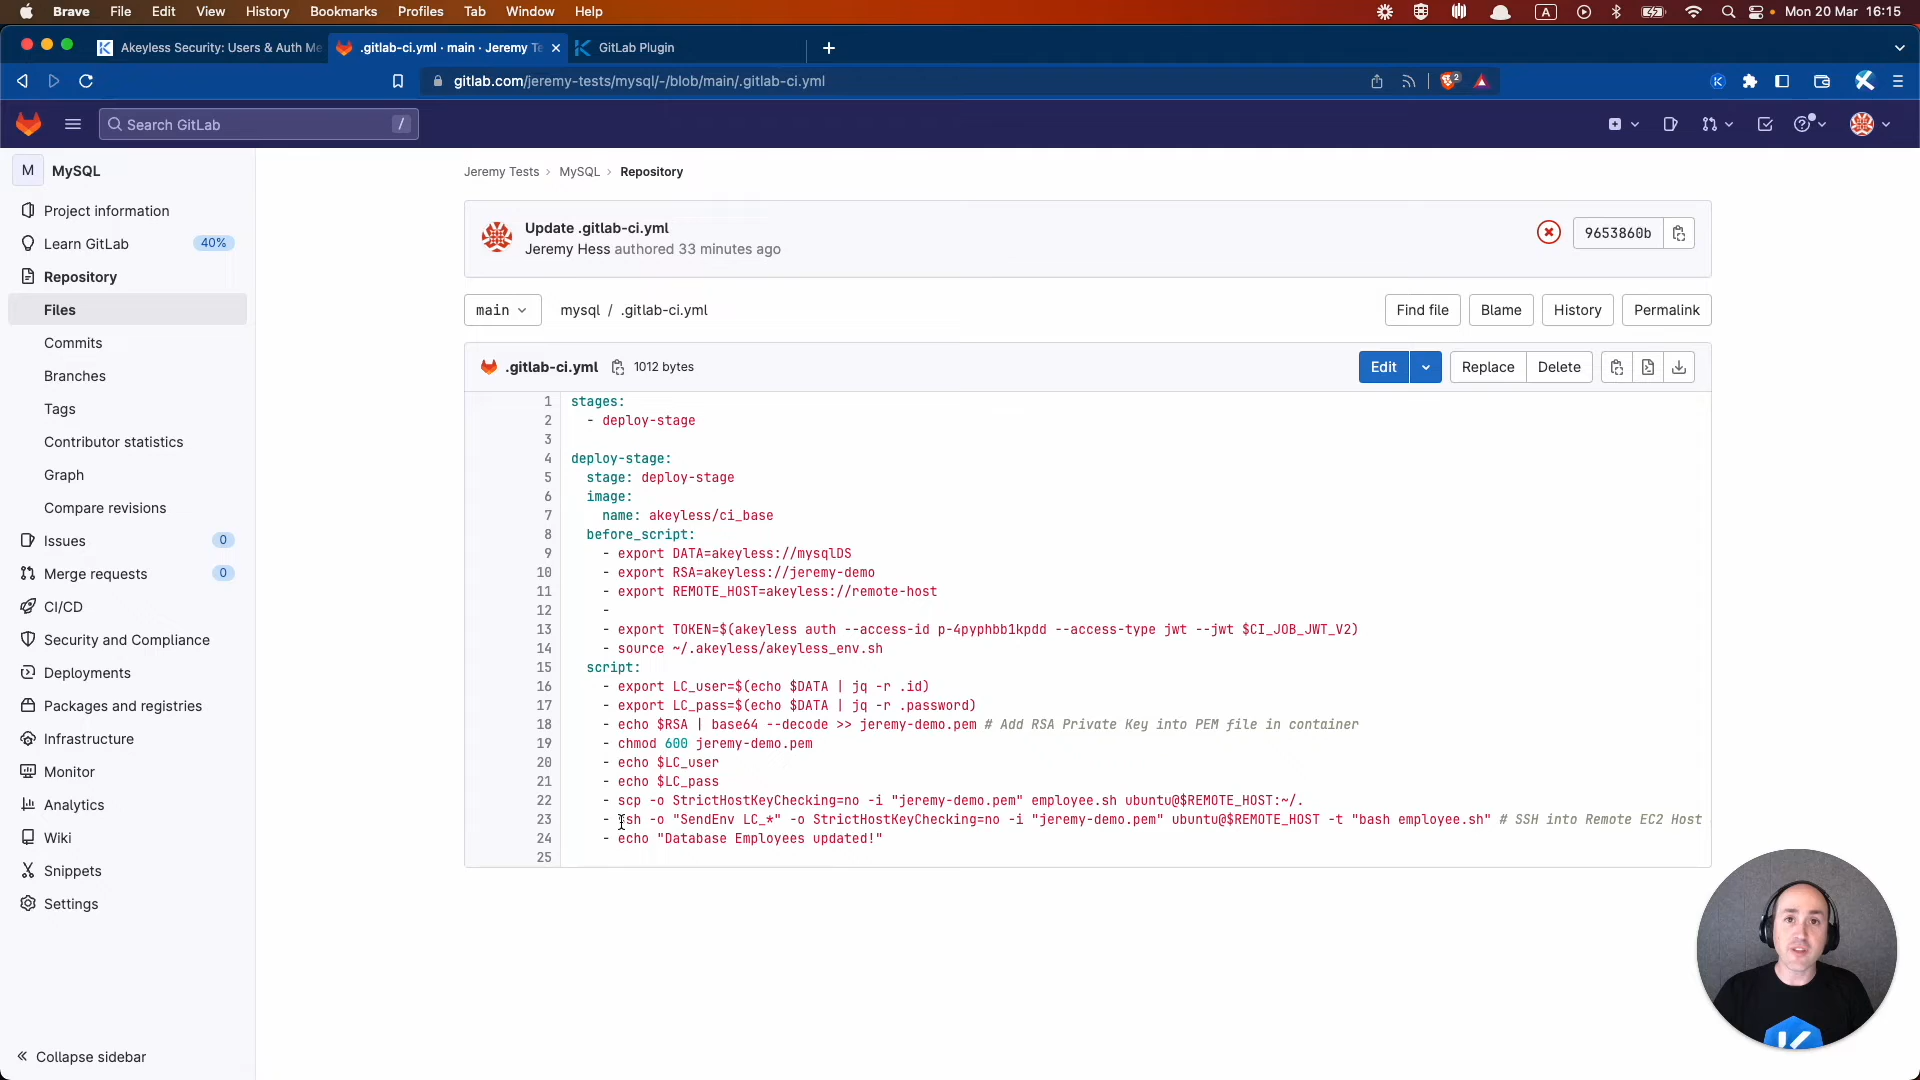 Brave File Edit View History Bookmarks Profiles Tab Window Help
A
Mon 20 Mar 16:15
Akeyless Security: Users & Auth Me
.gitlab-ci.yml · main · Jeremy Te
GitLab Plugin
gitlab.com/jeremy-tests/mysql/-/blob/main/.gitlab-ci.yml
2
Search GitLab /
M MySQL
Project information
Learn GitLab 40%
Repository
Files
Commits
Branches
Tags
Contributor statistics
Graph
Compare revisions
Issues 0
Merge requests 0
CI/CD
Security and Compliance
Deployments
Packages and registries
Infrastructure
Monitor
Analytics
Wiki
Snippets
Settings
Collapse sidebar
Jeremy Tests > MySQL > Repository
Update .gitlab-ci.yml
Jeremy Hess authored 33 minutes ago
9653860b
main
mysql / .gitlab-ci.yml
Find file Blame History Permalink
.gitlab-ci.yml 1012 bytes
Edit Replace Delete
1 stages:
2 - deploy-stage
3
4 deploy-stage:
5 stage: deploy-stage
6 image:
7 name: akeyless/ci_base
8 before_script:
9 - export DATA=akeyless://mysqlDS
10 - export RSA=akeyless://jeremy-demo
11 - export REMOTE_HOST=akeyless://remote-host
12 -
13 - export TOKEN=$(akeyless auth --access-id p-4pyphbb1kpdd --access-type jwt --jwt $CI_JOB_JWT_V2)
14 - source ~/.akeyless/akeyless_env.sh
15 script:
16 - export LC_user=$(echo $DATA | jq -r .id)
17 - export LC_pass=$(echo $DATA | jq -r .password)
18 - echo $RSA | base64 --decode >> jeremy-demo.pem # Add RSA Private Key into PEM file in container
19 - chmod 600 jeremy-demo.pem
20 - echo $LC_user
21 - echo $LC_pass
22 - scp -o StrictHostKeyChecking=no -i "jeremy-demo.pem" employee.sh ubuntu@$REMOTE_HOST:~/.
23 - ssh -o "SendEnv LC_*" -o StrictHostKeyChecking=no -i "jeremy-demo.pem" ubuntu@$REMOTE_HOST -t "bash employee.sh" # SSH into Remote EC2 Host
24 - echo "Database Employees updated!"
25